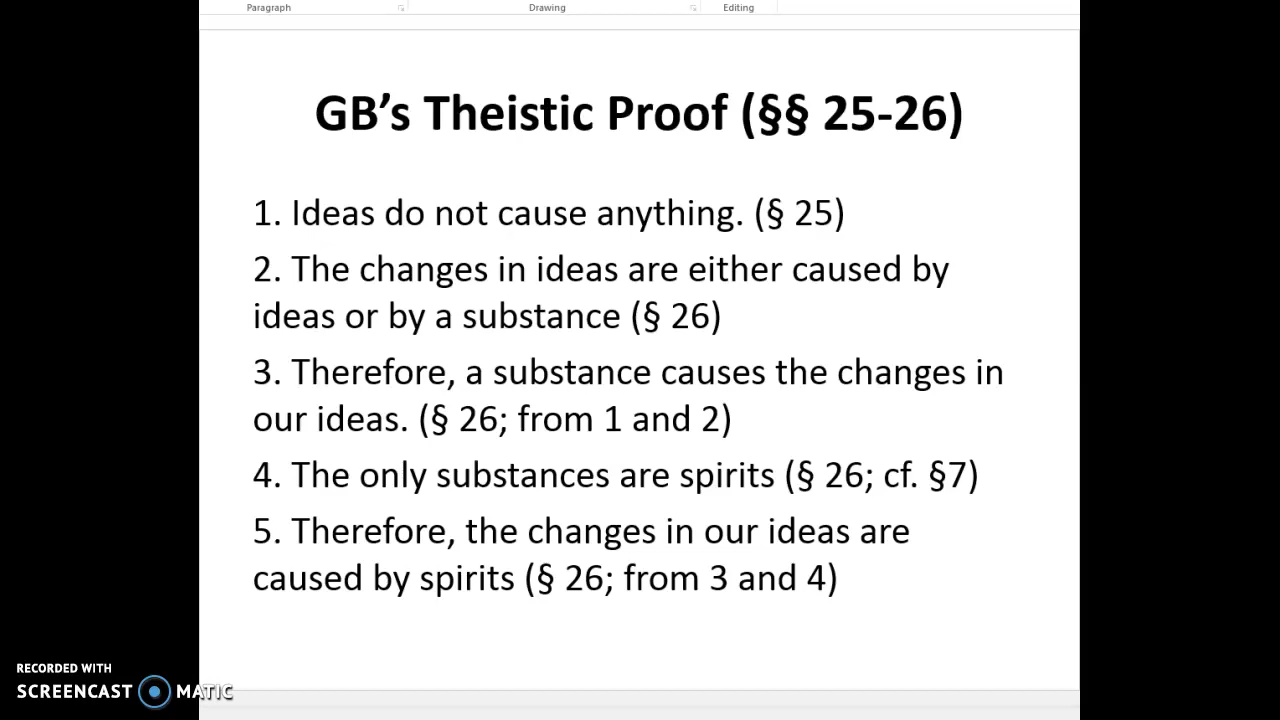 Paragraph Drawing Editing
GB’s Theistic Proof (§§ 25-26)
1. Ideas do not cause anything. (§ 25)
2. The changes in ideas are either caused by
ideas or by a substance (§ 26)
3. Therefore, a substance causes the changes in
our ideas. (§ 26; from 1 and 2)
4. The only substances are spirits (§ 26; cf. §7)
5. Therefore, the changes in our ideas are
caused by spirits (§ 26; from 3 and 4)
RECORDED WITH
SCREENCAST MATIC